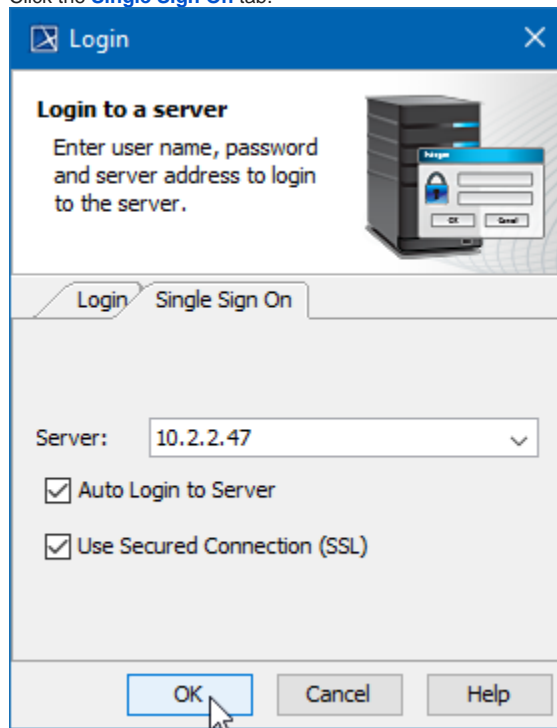 Click the Single Sign On tab.
Login
Login to a server
Enter user name, password
and server address to login
to the server.
OK Cancel
Login Single Sign On
Server: 10.2.2.47
Auto Login to Server
Use Secured Connection (SSL)
OK Cancel Help